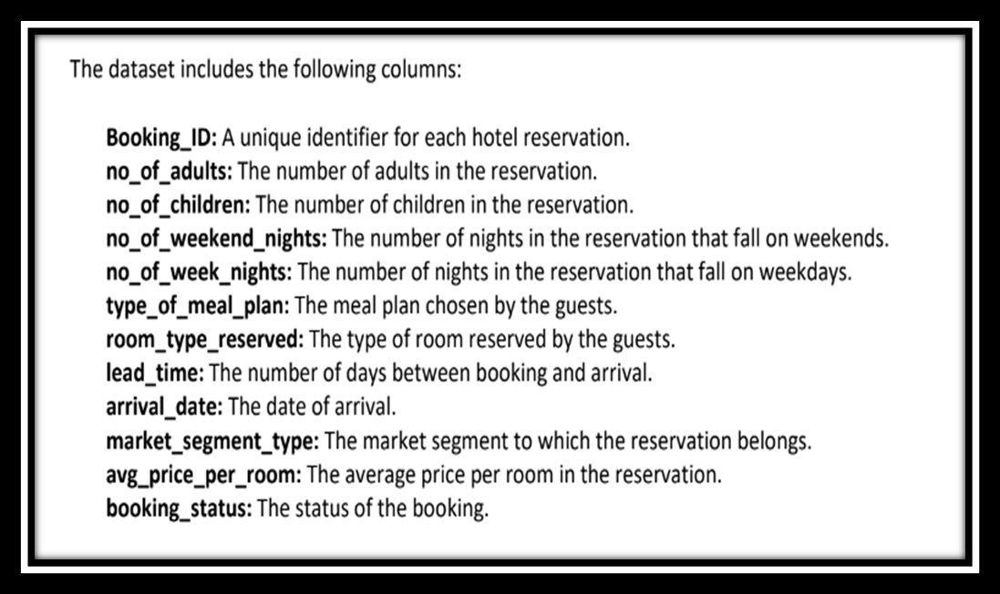 The dataset includes the following columns:
Booking_ID: A unique identifier for each hotel reservation.
no_of_adults: The number of adults in the reservation.
no_of_children: The number of children in the reservation.
no_of_weekend_nights: The number of nights in the reservation that fall on weekends.
no_of_week_nights: The number of nights in the reservation that fall on weekdays.
type_of_meal_plan: The meal plan chosen by the guests.
room_type_reserved: The type of room reserved by the guests.
lead_time: The number of days between booking and arrival.
arrival_date: The date of arrival.
market_segment_type: The market segment to which the reservation belongs.
avg_price_per_room: The average price per room in the reservation.
booking_status: The status of the booking.